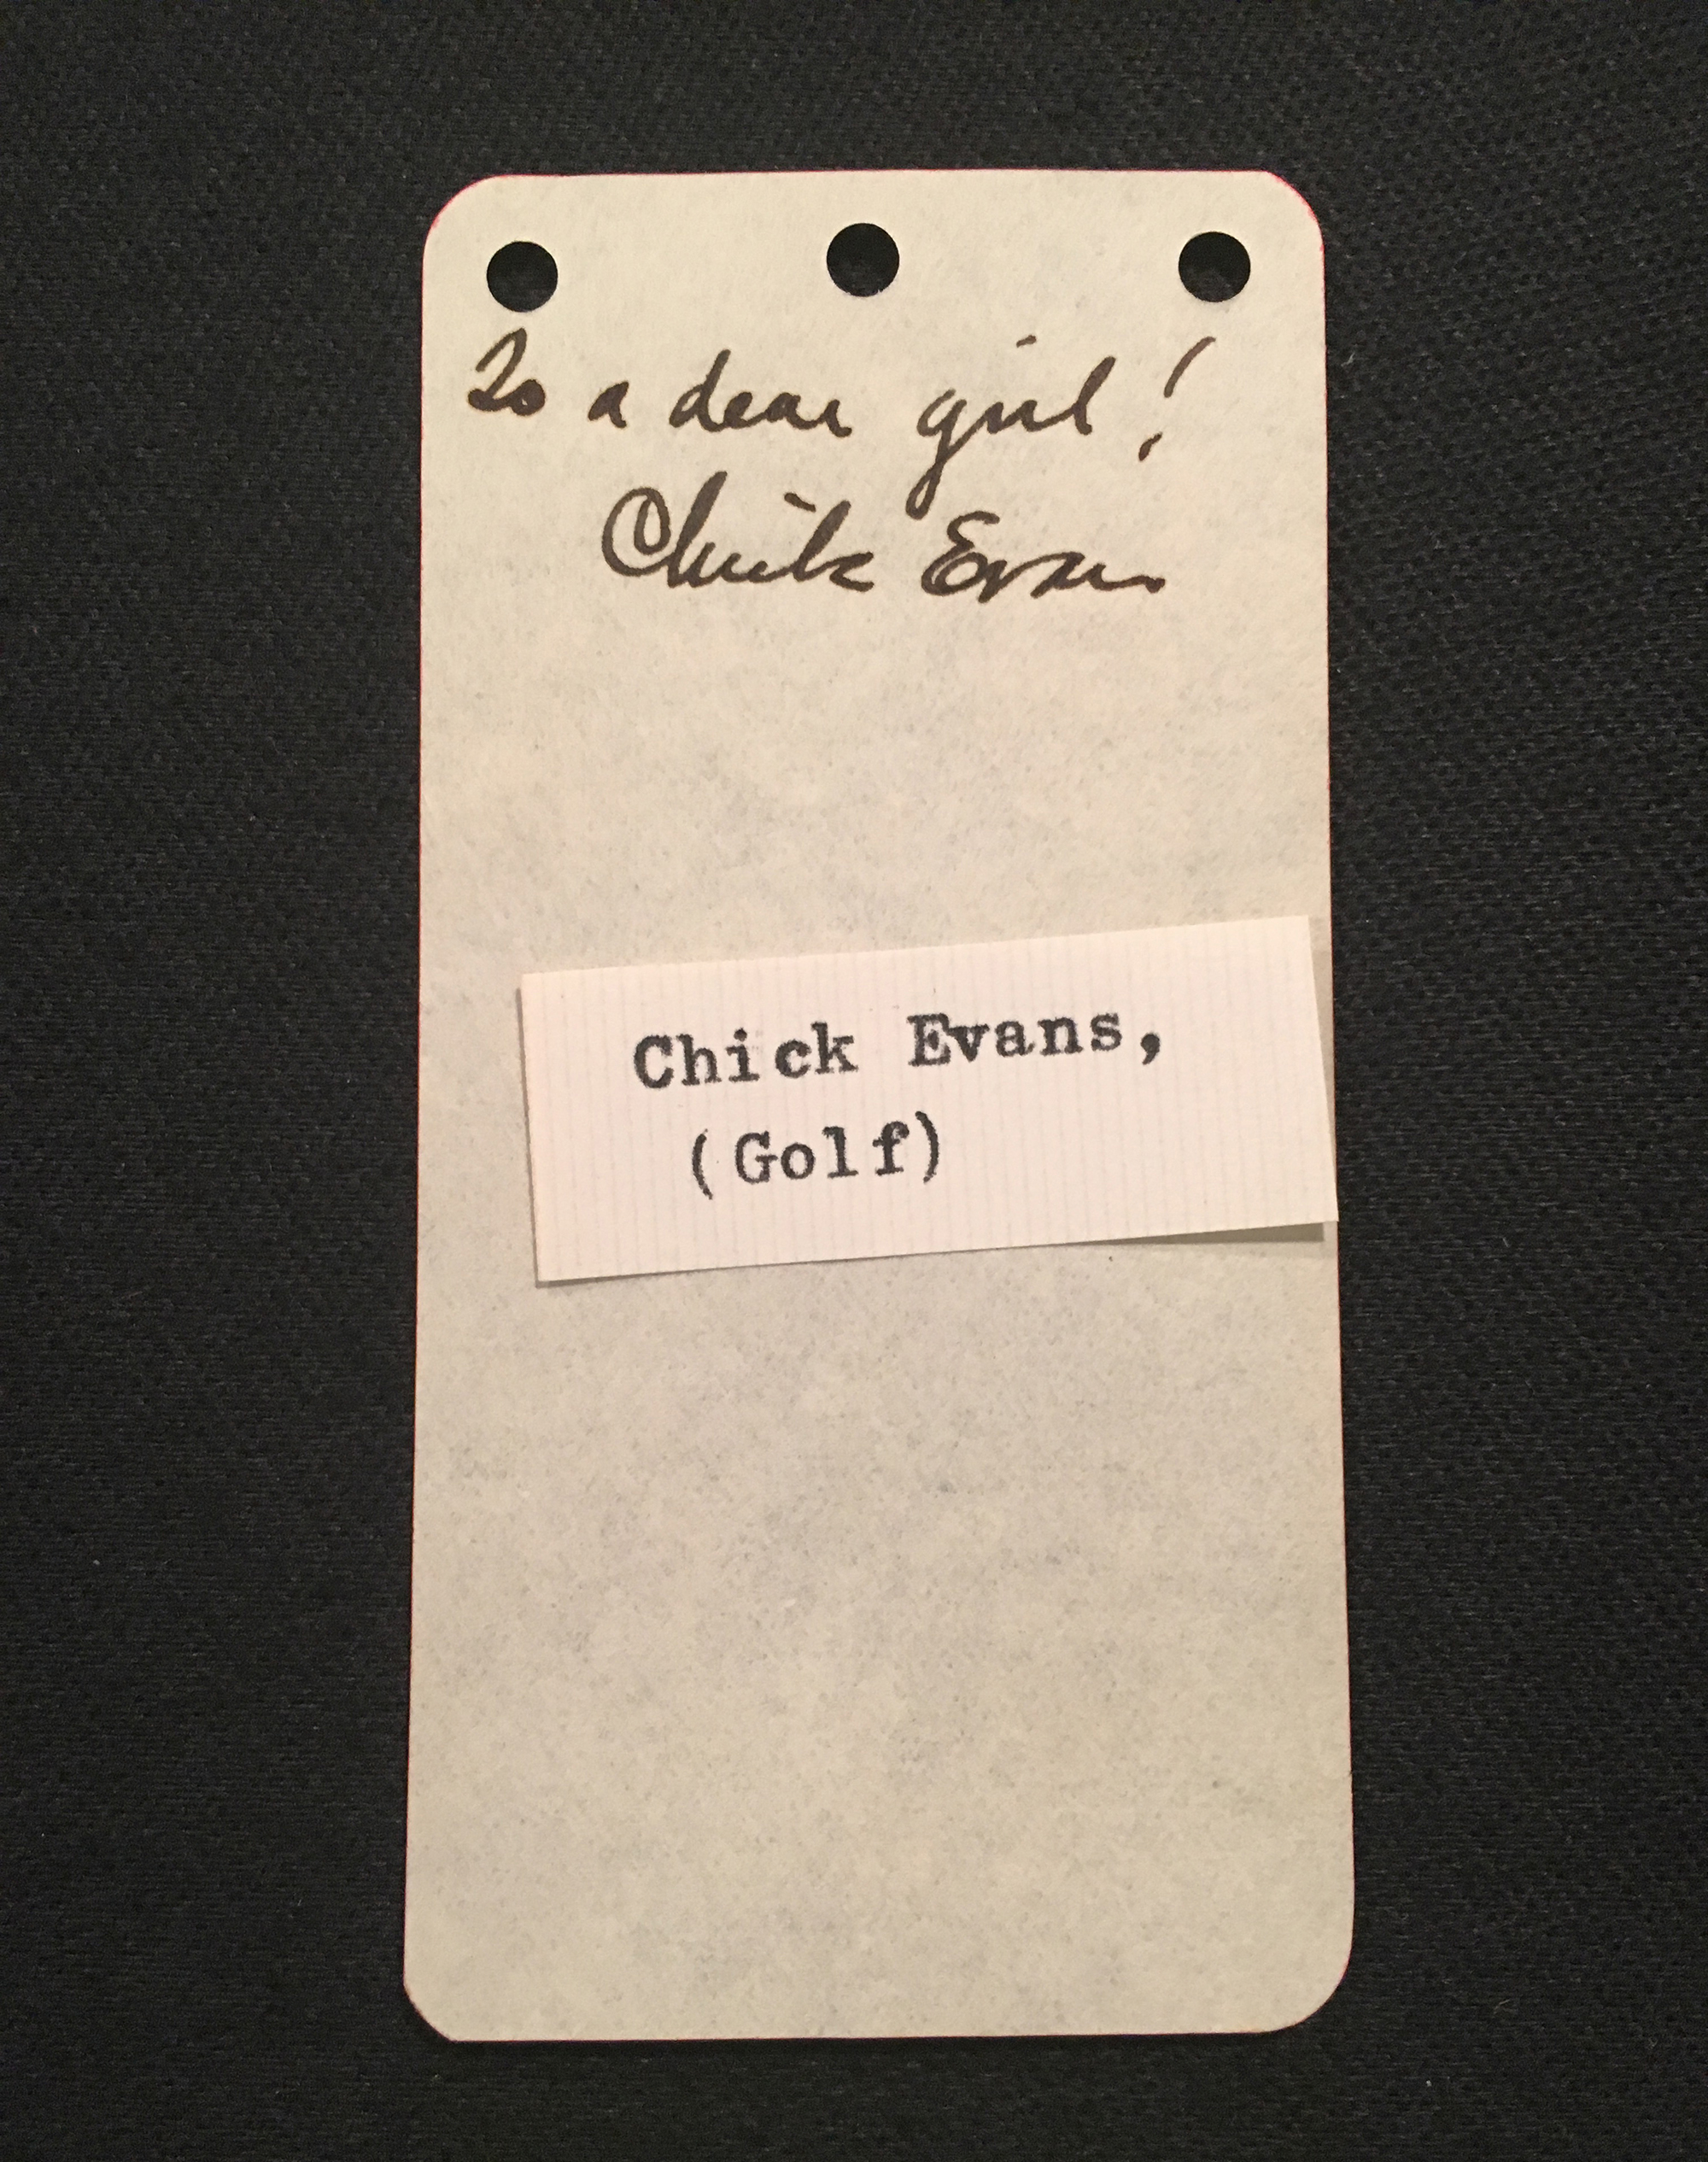 To a dear girl!
Chick Evans
Chick Evans,
(Golf)